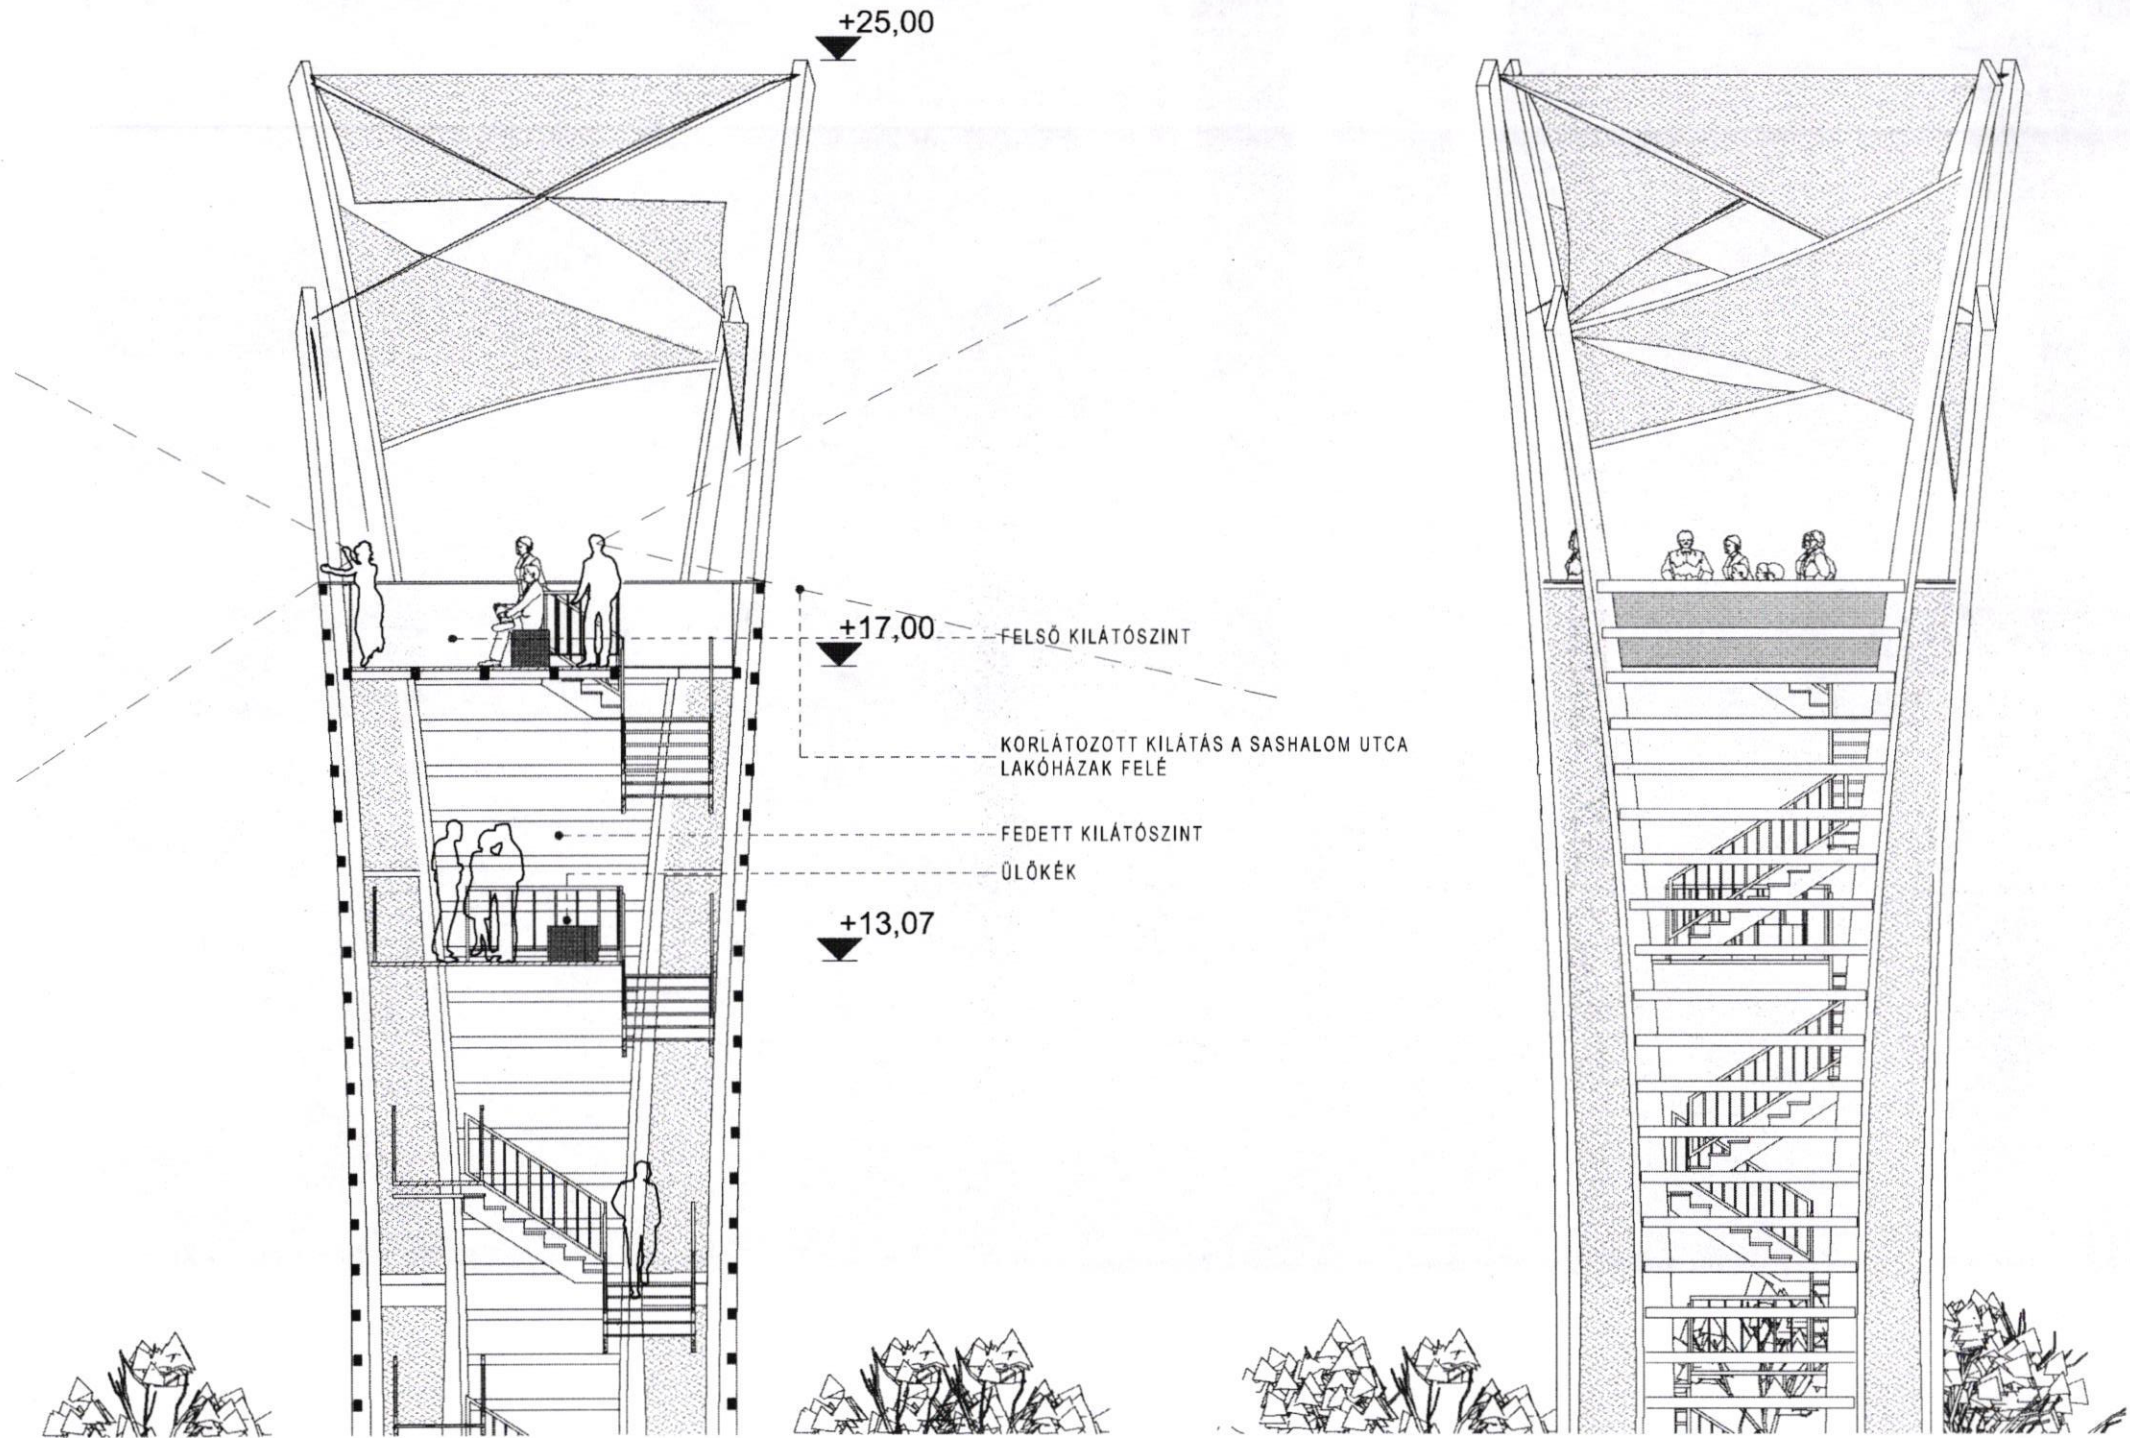 +25,00
+17,00
FELSŐ KILÁTÓSZINT
KORLÁTOZOTT KILÁTÁS A SASHALOM UTCA
LAKÓHÁZAK FELÉ
FEDETT KILÁTÓSZINT
ÜLŐKÉK
+13,07